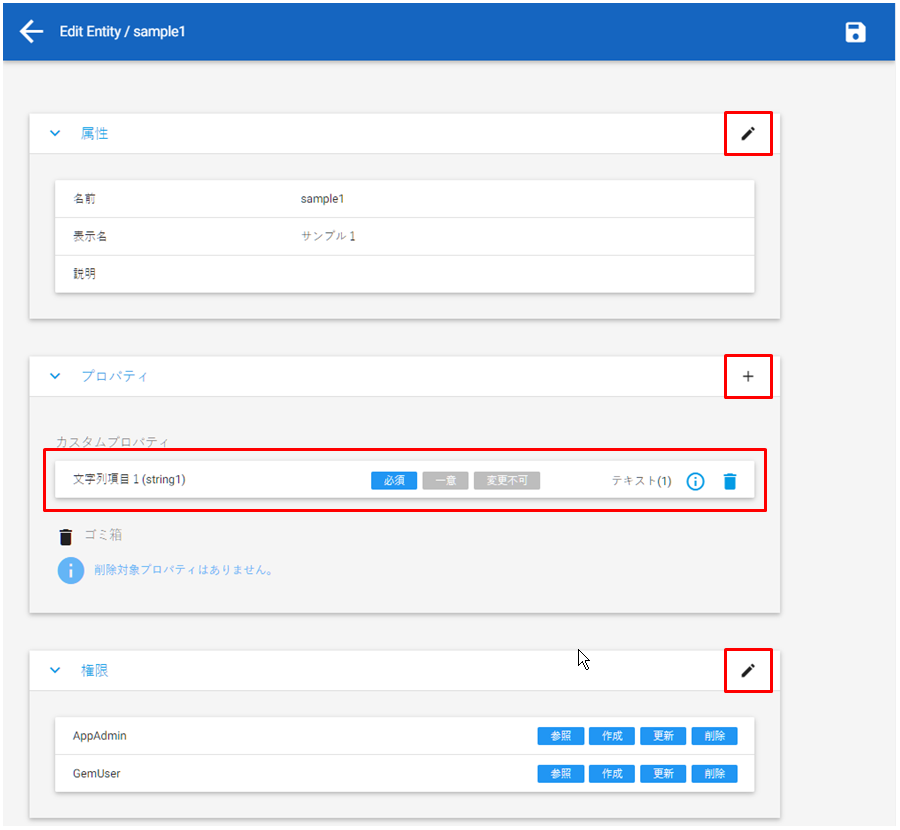 Edit Entity / sample1
属性
名前 sample1
表示名 サンプル１
説明
プロパティ
カスタムプロパティ
文字列項目１(string1) 必須 一意 変更不可 テキスト(1)
ゴミ箱
削除対象プロパティはありません。
権限
AppAdmin 参照 作成 更新 削除
GemUser 参照 作成 更新 削除